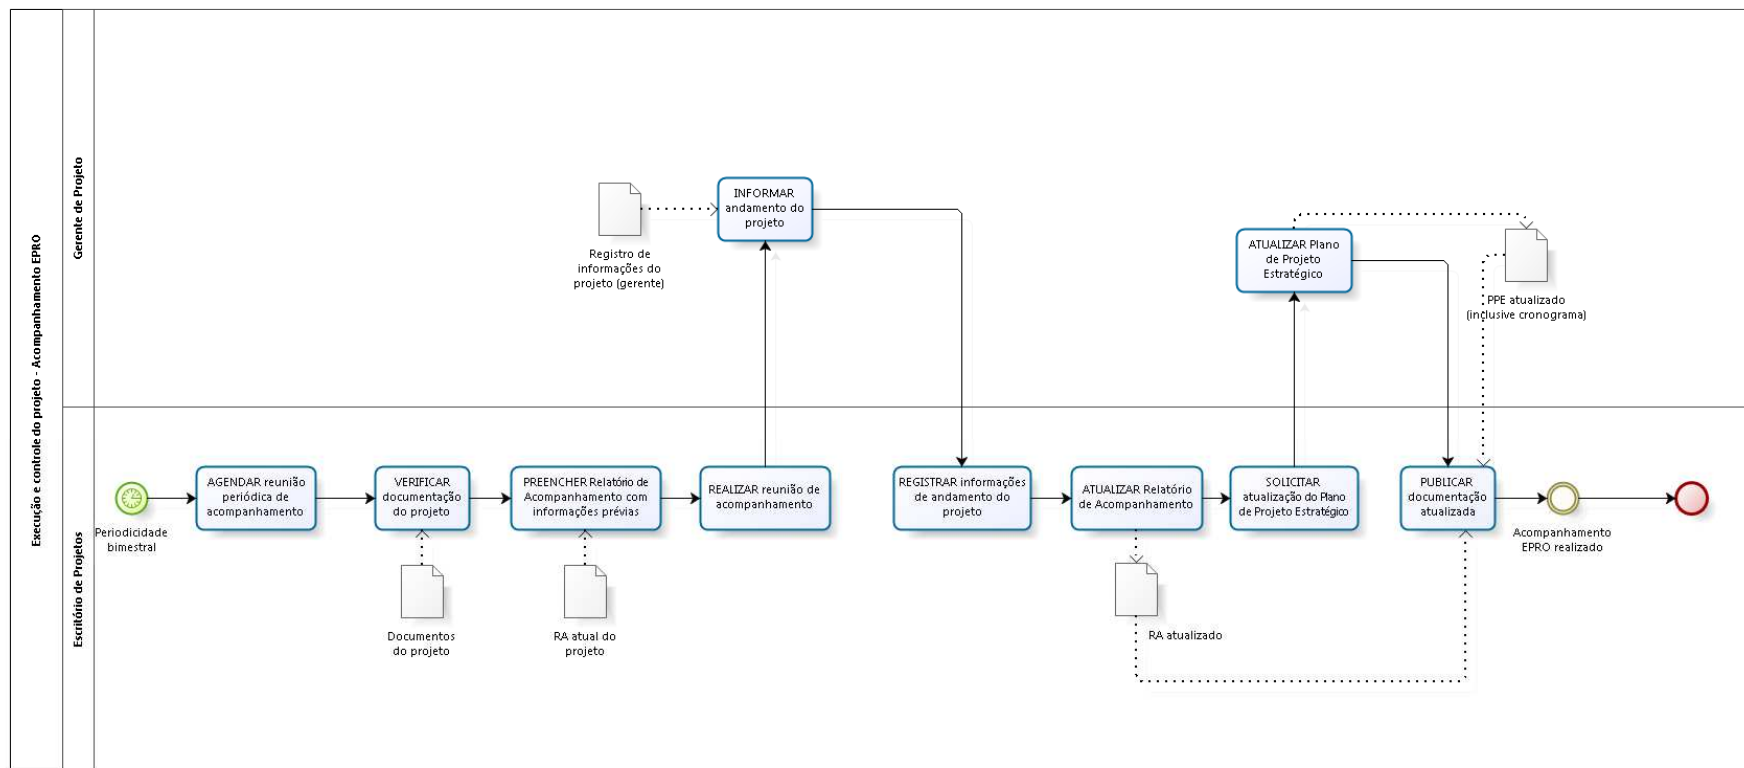 Execução e controle do projeto - Acompanhamento EPRO
Gerente de Projeto
Registro de
informações do
projeto (gerente)
INFORMAR
andamento do
projeto
ATUALIZAR Plano
de Projeto
Estratégico
PPE atualizado
(inclusive cronograma)
Escritório de Projetos
Periodicidade
bimestral
AGENDAR reunião
periódica de
acompanhamento
VERIFICAR
documentação
do projeto
Documentos
do projeto
PREENCHER Relatório de
Acompanhamento com
informações prévias
RA atual do
projeto
REALIZAR reunião de
acompanhamento
REGISTRAR informações
de andamento do
projeto
ATUALIZAR Relatório
de Acompanhamento
RA atualizado
SOLICITAR
atualização do Plano
de Projeto Estratégico
PUBLICAR
documentação
atualizada
Acompanhamento
EPRO realizado